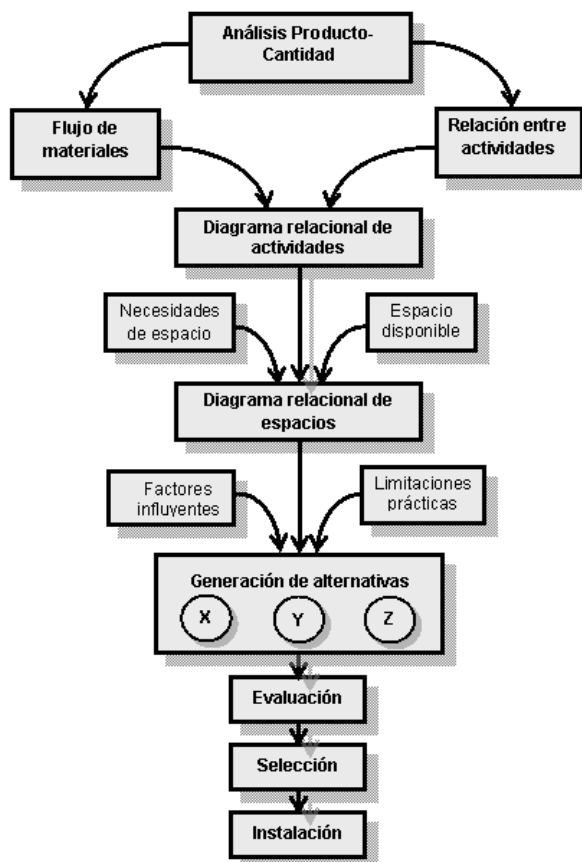 Análisis Producto-
Cantidad
Flujo de
materiales
Relación entre
actividades
Diagrama relacional de
actividades
Necesidades
de espacio
Espacio
disponible
Diagrama relacional de
espacios
Factores
influyentes
Limitaciones
prácticas
Generación de alternativas
X
Y
Z
Evaluación
Selección
Instalación